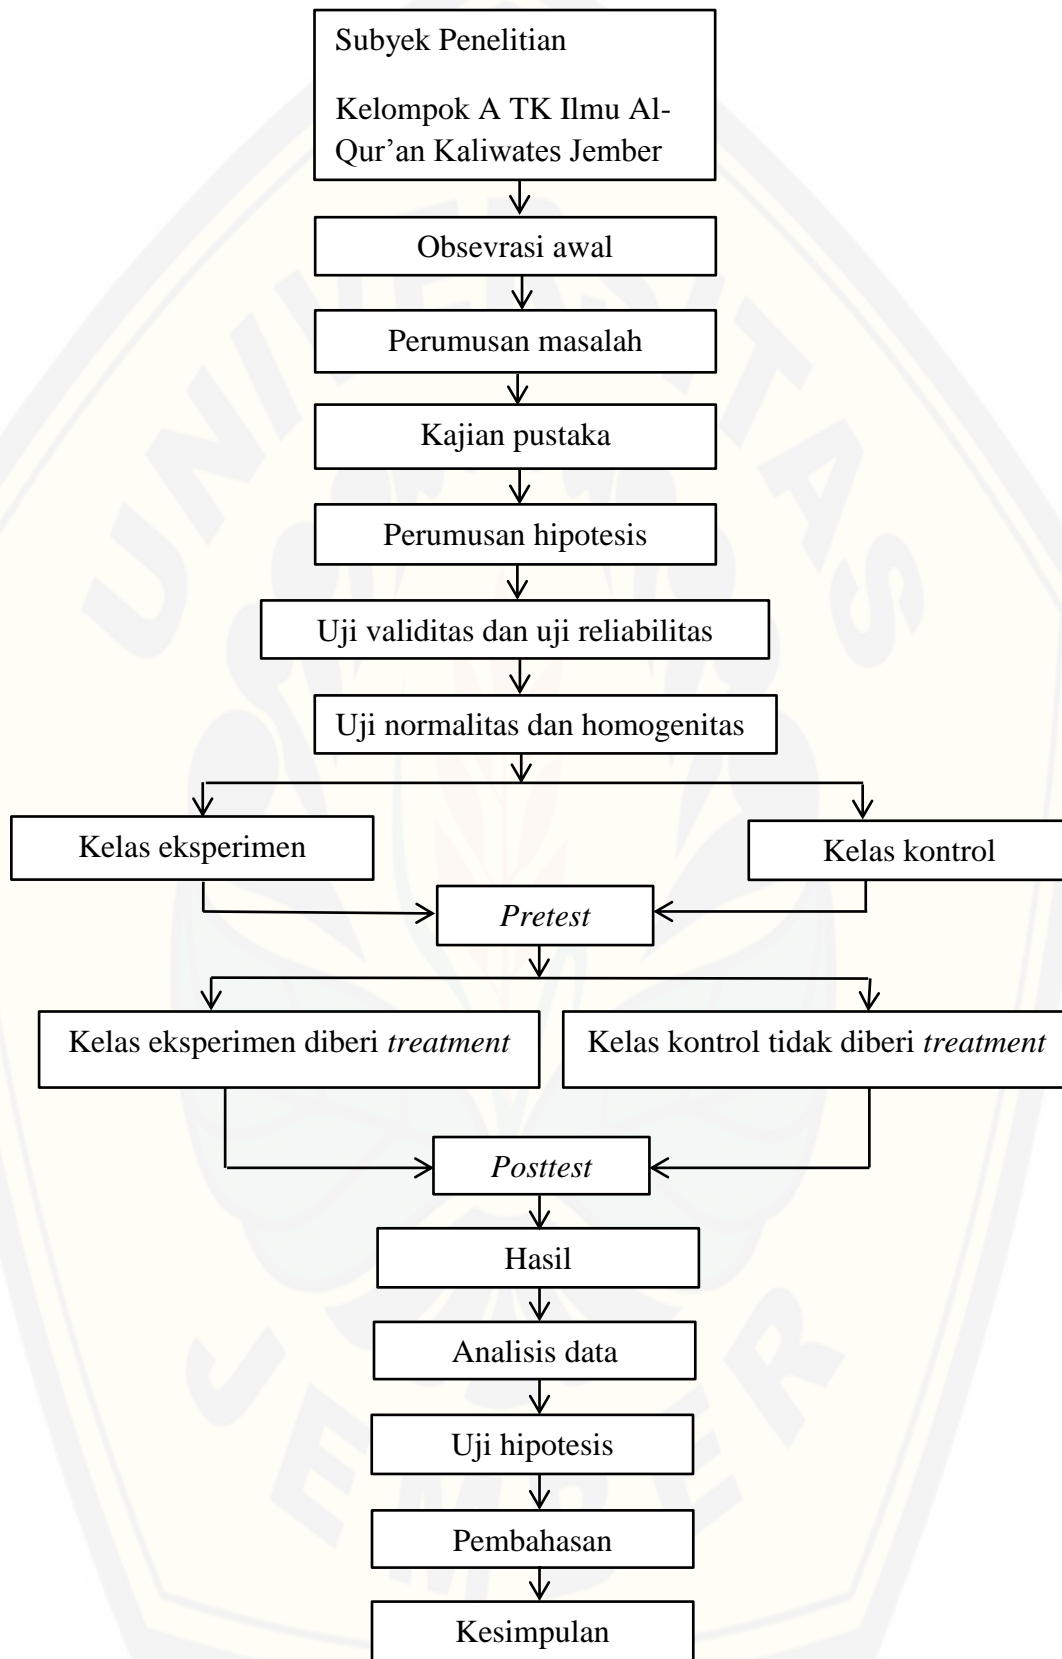 Subyek Penelitian
Kelompok A TK Ilmu Al-
Qur’an Kaliwates Jember
Obsevrasi awal
Perumusan masalah
Kajian pustaka
Perumusan hipotesis
Uji validitas dan uji reliabilitas
Uji normalitas dan homogenitas
Kelas eksperimen
Kelas kontrol
Pretest
Kelas eksperimen diberi treatment
Kelas kontrol tidak diberi treatment
Posttest
Hasil
Analisis data
Uji hipotesis
Pembahasan
Kesimpulan
UNIVERSITAS
JEMBER